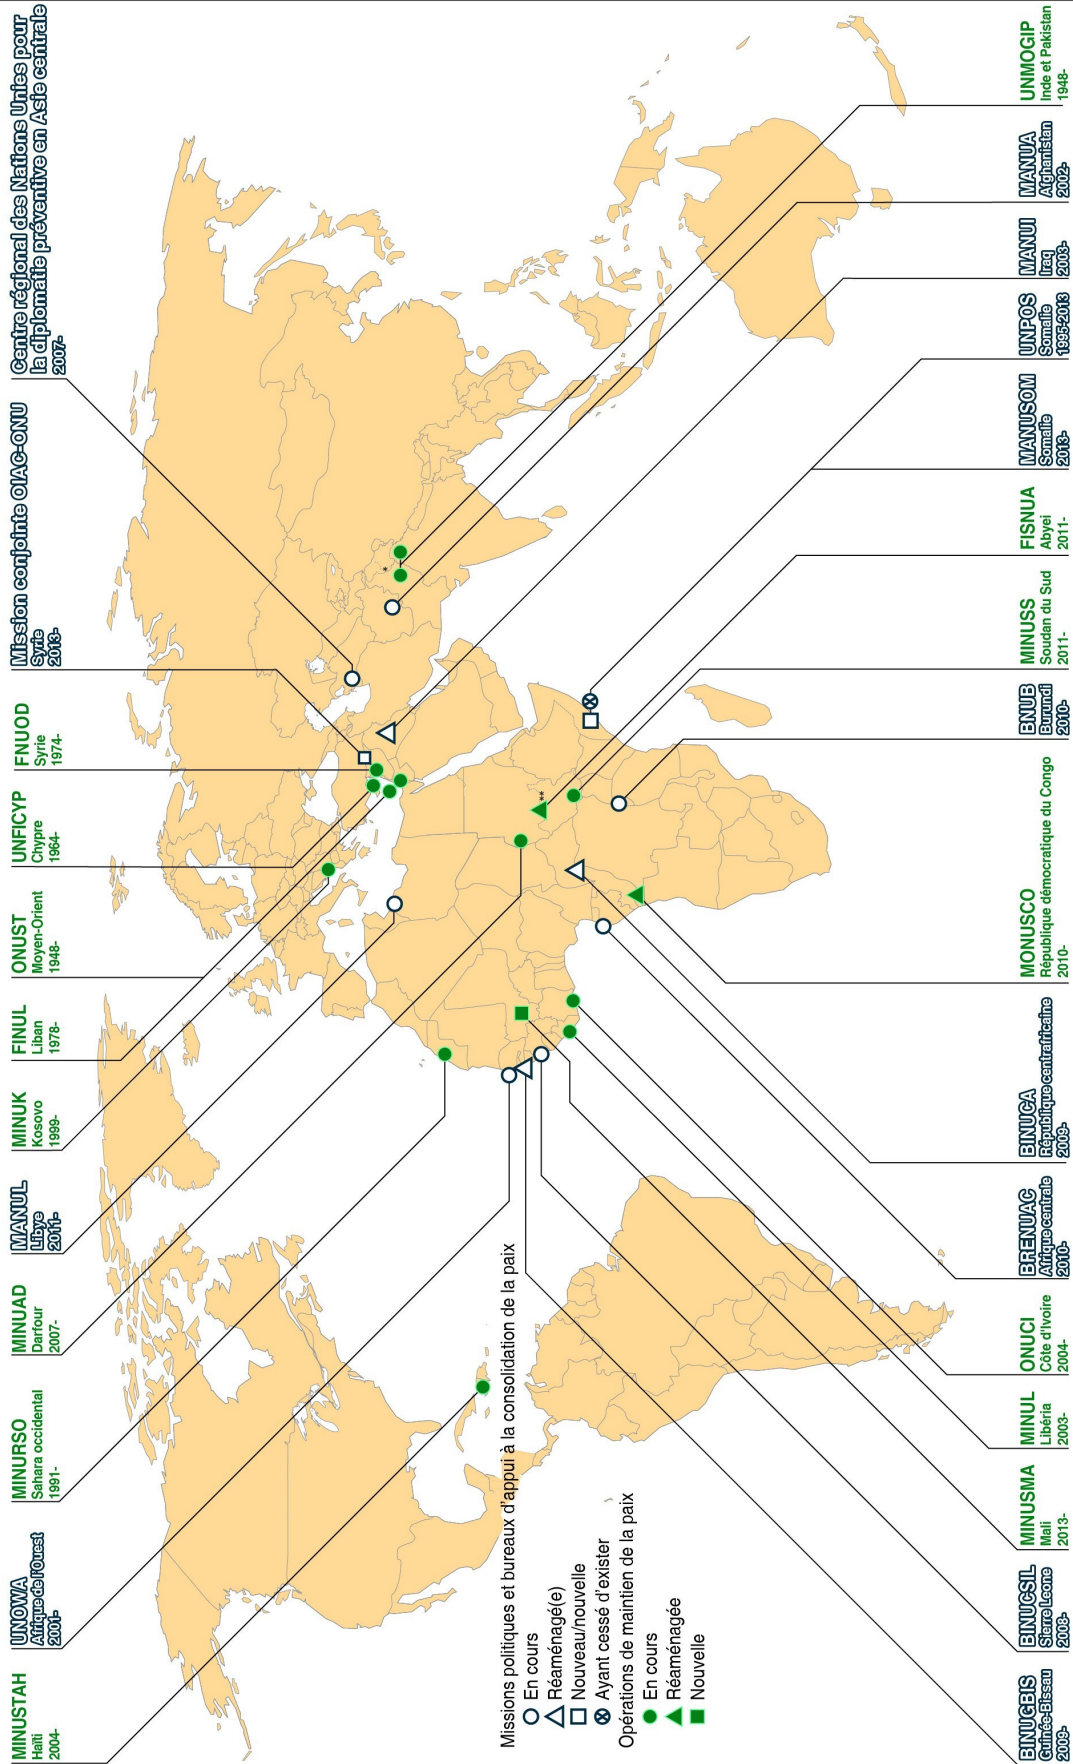 MINUSTAH
Haïti
2004-
UNOWA
Afrique de l'Ouest
2001-
MINURSO
Sahara occidental
1991-
MINUAD
Darfour
2007-
MANUL
Libye
2011-
MINUK
Kosovo
1999-
FINUL
Liban
1978-
ONUST
Moyen-Orient
1948-
UNFICYP
Chypre
1964-
FNUOD
Syrie
1974-
Mission conjointe OIAC-ONU
Syrie
2013-
Centre régional des Nations Unies pour
la diplomatie préventive en Asie centrale
2007-
*
**
Missions politiques et bureaux d'appui à la consolidation de la paix
En cours
Réaménagé(e)
Nouveau/nouvelle
Ayant cessé d'exister
Opérations de maintien de la paix
En cours
Réaménagée
Nouvelle
BINUGBIS
Guinée-Bissau
2009-
BINUCSIL
Sierre Leone
2008-
MINUSMA
Mali
2013-
MINUL
Libéria
2003-
ONUCI
Côte d'Ivoire
2004-
BRENUAC
Afrique centrale
2010-
BINUCA
République centrafricaine
2009-
MONUSCO
République démocratique du Congo
2010-
BNUB
Burundi
2010-
MINUSS
Soudan du Sud
2011-
FISNUA
Abyei
2011-
MANUSOM
Somalie
2013-
UNPOS
Somalie
1995-2013
MANUI
Iraq
2003-
MANUA
Afghanistan
2002-
UNMOGIP
Inde et Pakistan
1948-